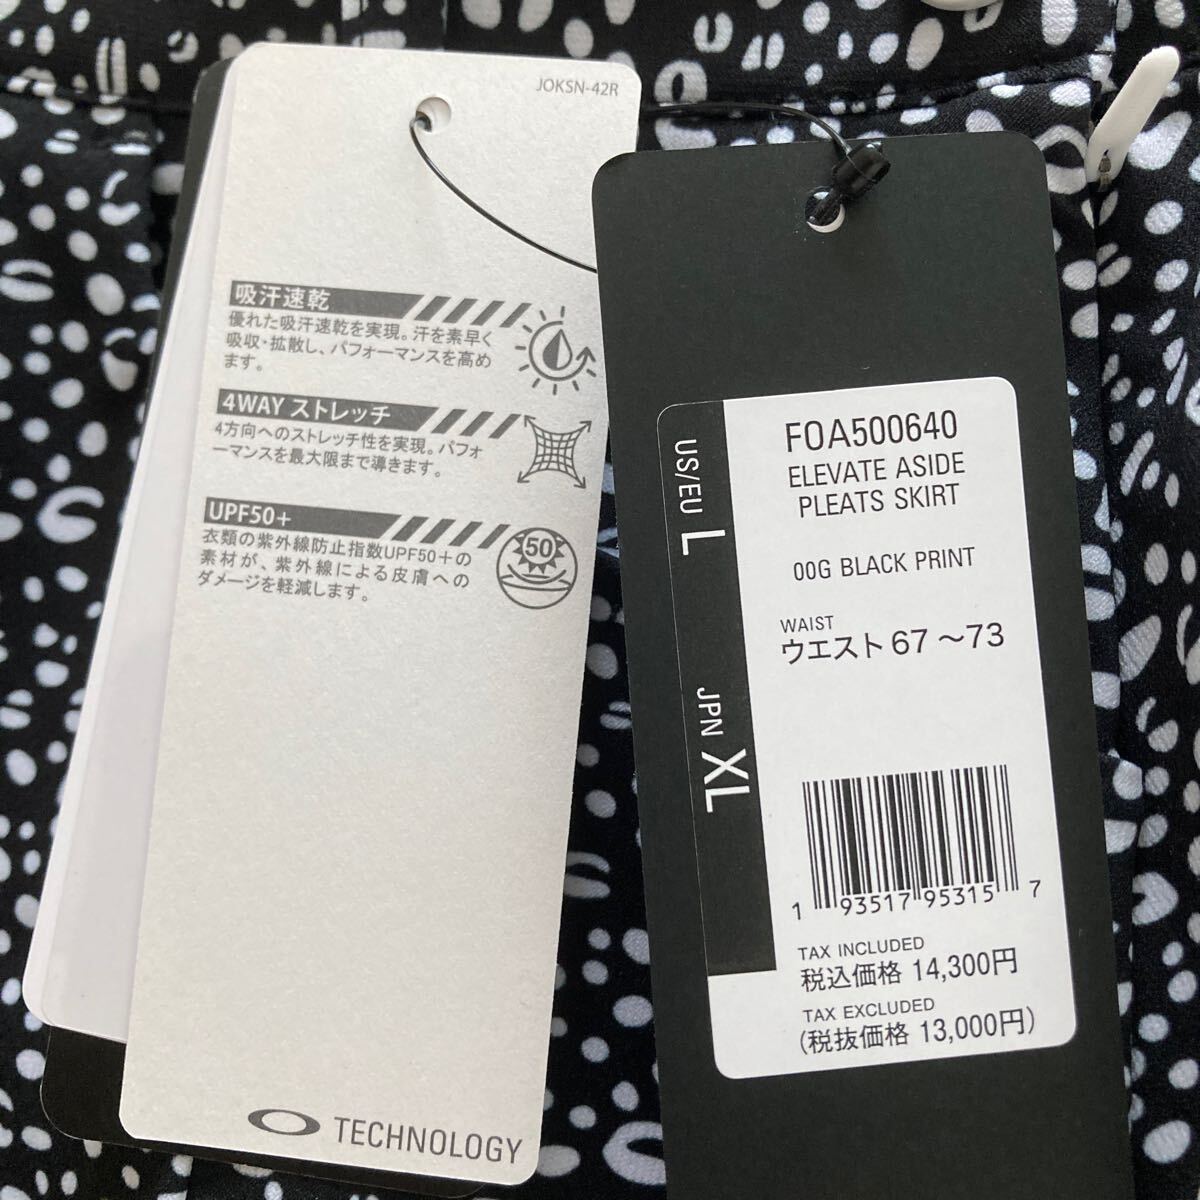 JOKSN-42R
吸汗速乾
優れた吸汗速乾を実現。汗を素早く
吸収・拡散し、パフォーマンスを高め
ます。
4WAY ストレッチ
4方向へのストレッチ性を実現。パフォ
ーマンスを最大限まで導きます。
UPF50+
衣類の紫外線防止指数UPF50+の
素材が、紫外線による皮膚への
ダメージを軽減します。
50
TECHNOLOGY
US/EU L
JPN XL
FOA500640
ELEVATE ASIDE
PLEATS SKIRT
00G BLACK PRINT
WAIST
ウエスト 67 〜73
1 93517 95315 7
TAX INCLUDED
税込価格 14,300円
TAX EXCLUDED
(税抜価格 13,000円)